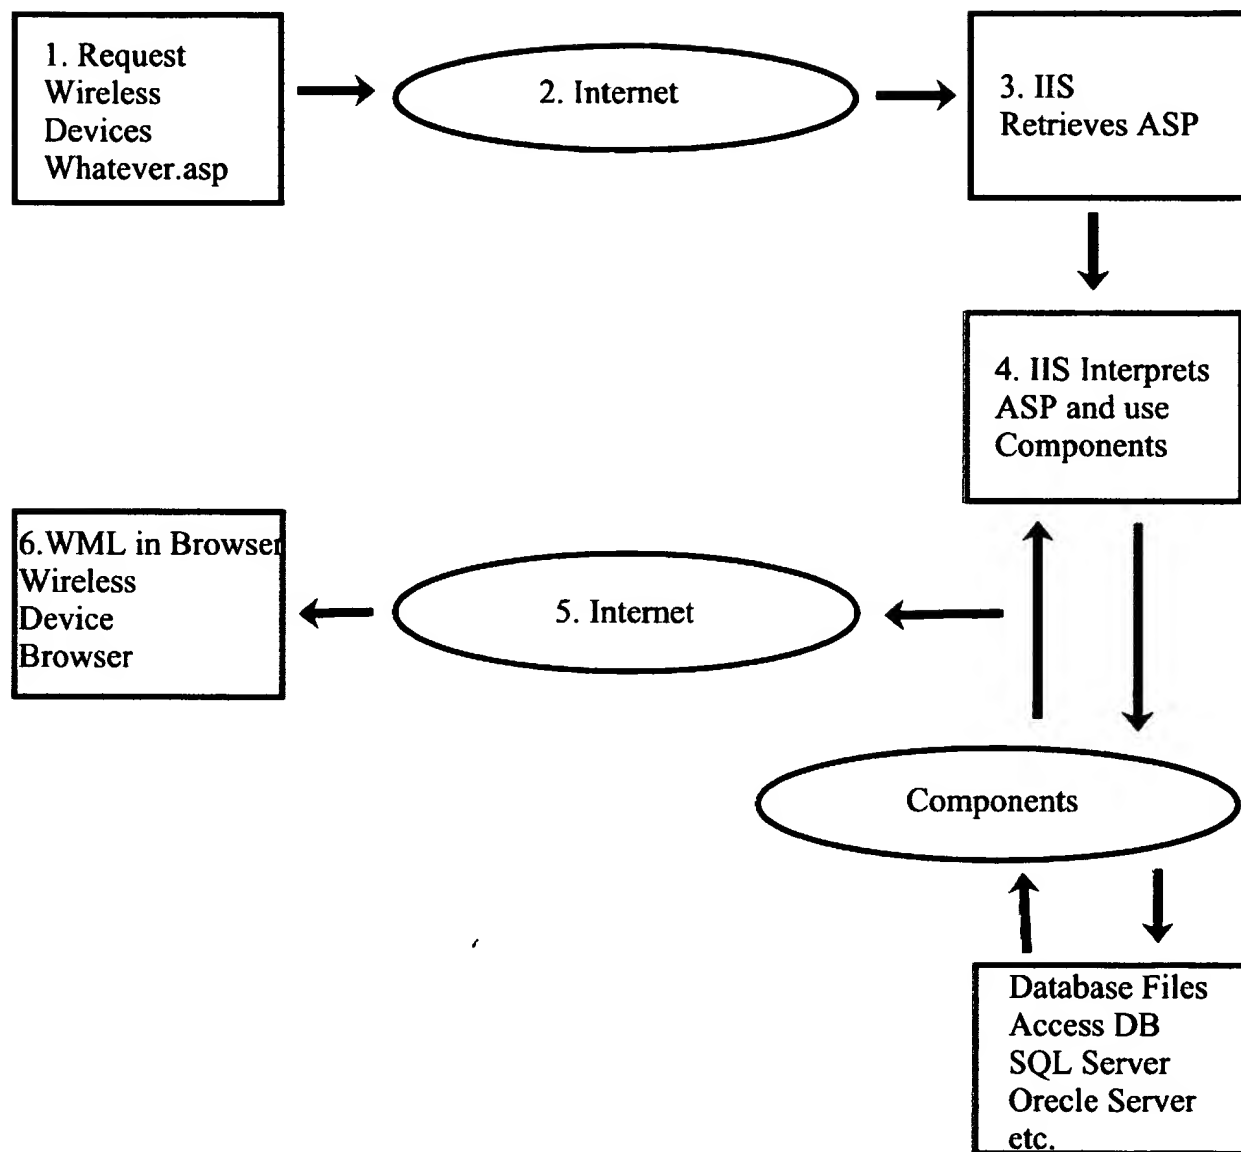 1. Request
Wireless
Devices
Whatever.asp
2. Internet
3. IIS
Retrieves ASP
4. IIS Interprets
ASP and use
Components
6.WML in Browser
Wireless
Device
Browser
5. Internet
Components
Database Files
Access DB
SQL Server
Orecle Server
etc.